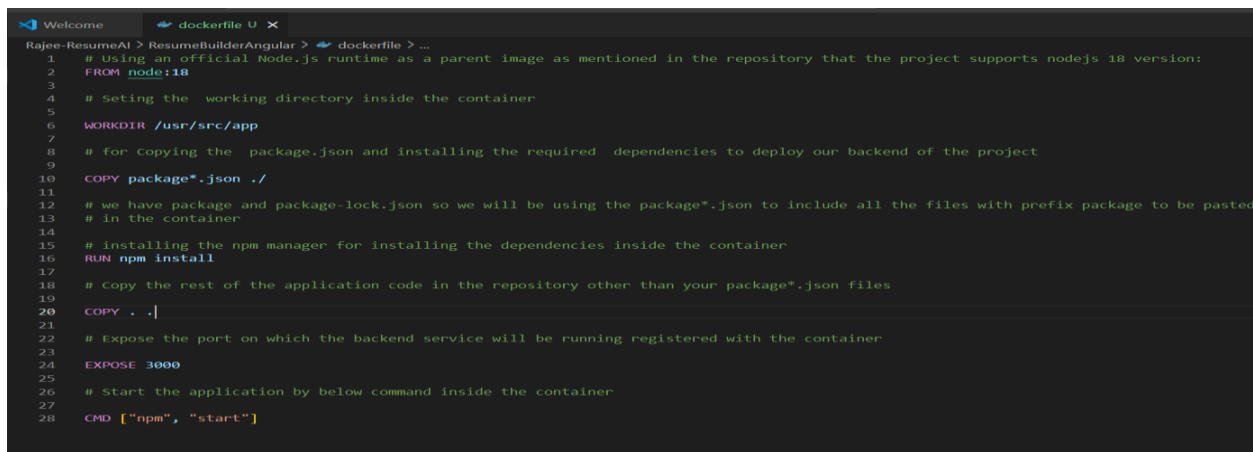 Welcome
dockerfile U
Rajee-ResumeAI > ResumeBuilderAngular > dockerfile > ...
1 # Using an official Node.js runtime as a parent image as mentioned in the repository that the project supports nodejs 18 version:
2 FROM node:18
3
4 # Seting the  working directory inside the container
5
6 WORKDIR /usr/src/app
7
8 # for Copying the  package.json and installing the required  dependencies to deploy our backend of the project
9
10 COPY package*.json ./
11
12 # we have package and package-lock.json so we will be using the package*.json to include all the files with prefix package to be pasted
13 # in the container
14
15 # installing the npm manager for installing the dependencies inside the container
16 RUN npm install
17
18 # Copy the rest of the application code in the repository other than your package*.json files
19
20 COPY . .
21
22 # Expose the port on which the backend service will be running registered with the container
23
24 EXPOSE 3000
25
26 # Start the application by below command inside the container
27
28 CMD ["npm", "start"]